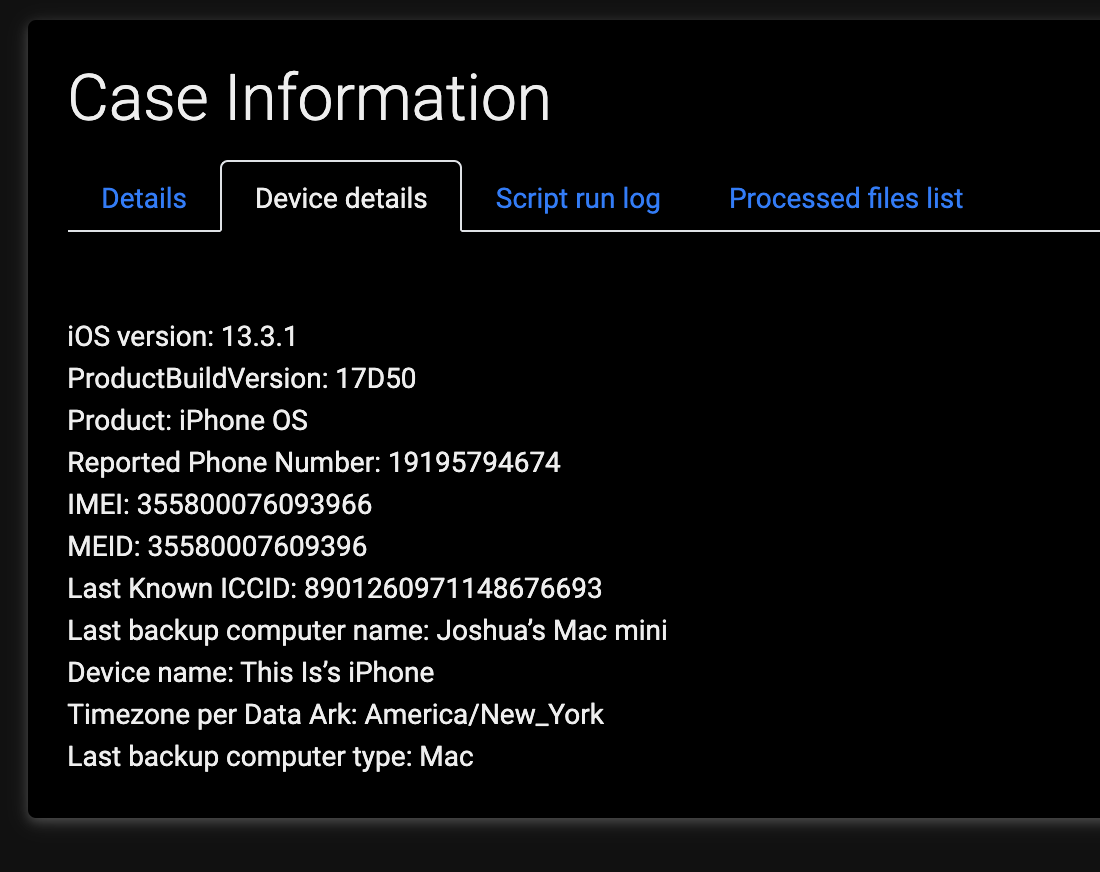 Case Information
Details Device details Script run log Processed files list
iOS version: 13.3.1
ProductBuildVersion: 17D50
Product: iPhone OS
Reported Phone Number: 19195794674
IMEI: 355800076093966
MEID: 35580007609396
Last Known ICCID: 8901260971148676693
Last backup computer name: Joshua’s Mac mini
Device name: This Is’s iPhone
Timezone per Data Ark: America/New_York
Last backup computer type: Mac